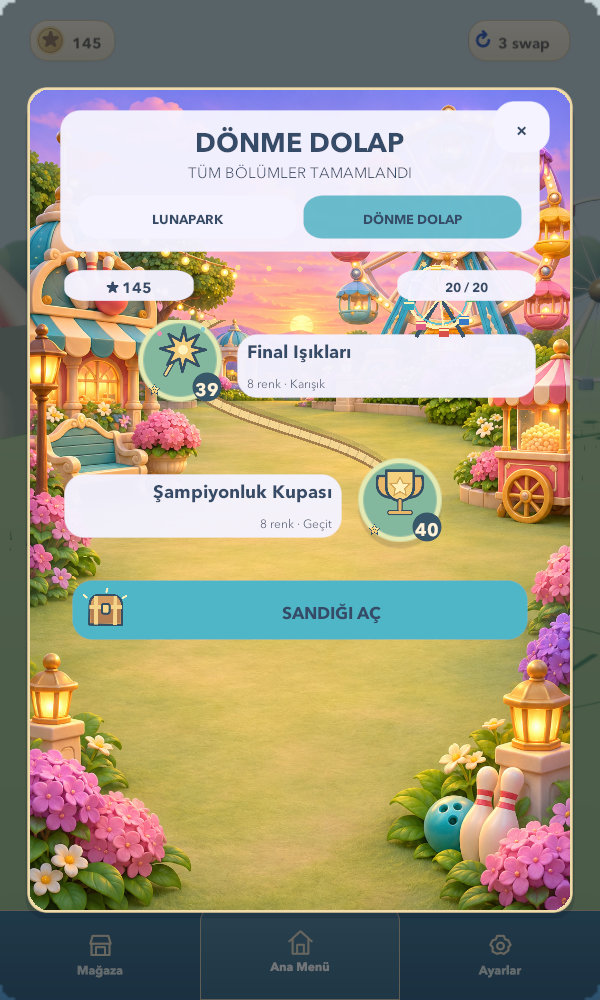 145
3 swap
DÖNME DOLAP
×
TÜM BÖLÜMLER TAMAMLANDI
LUNAPARK
DÖNME DOLAP
145
20 / 20
Final Işıkları
8 renk · Karışık
39
Şampiyonluk Kupası
8 renk · Geçit
40
SANDIĞI AÇ
Mağaza
Ana Menü
Ayarlar